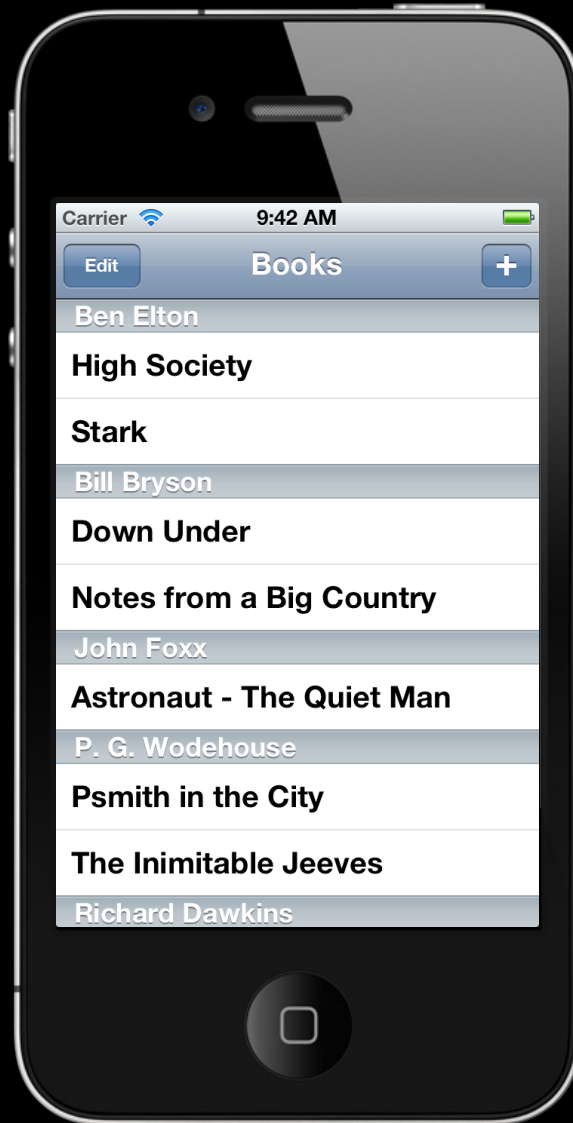 Carrier 9:42 AM
Edit Books +
Ben Elton
High Society
Stark
Bill Bryson
Down Under
Notes from a Big Country
John Foxx
Astronaut - The Quiet Man
P. G. Wodehouse
Psmith in the City
The Inimitable Jeeves
Richard Dawkins